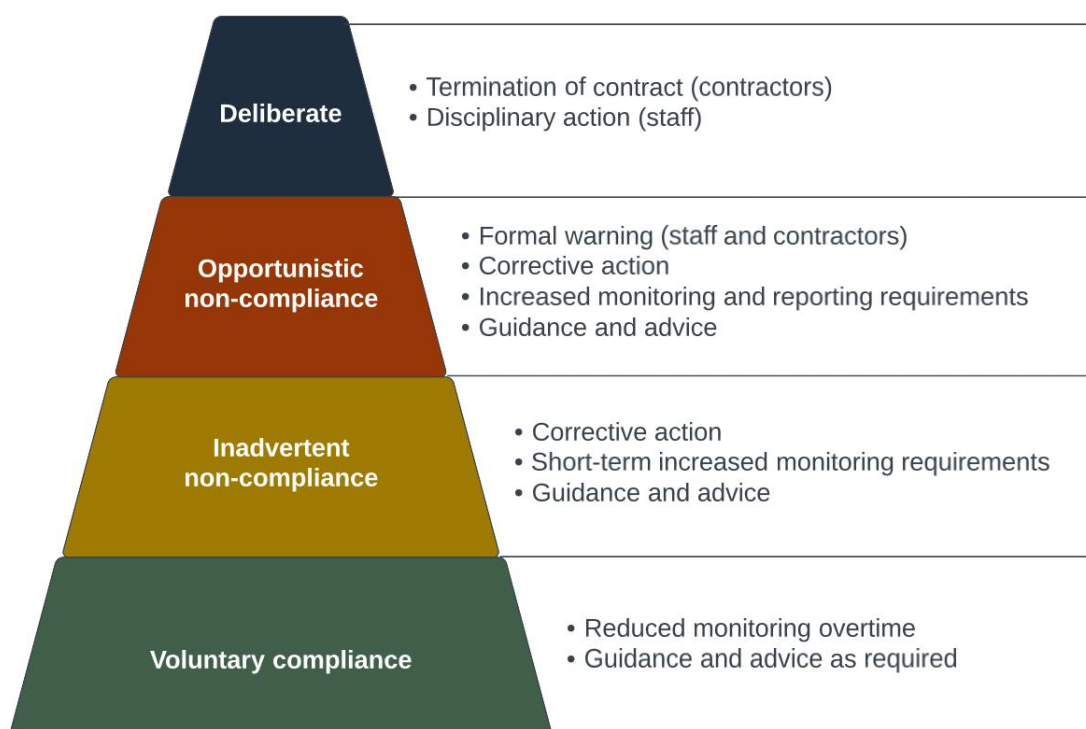 Deliberate
• Termination of contract (contractors)
• Disciplinary action (staff)
Opportunistic
non-compliance
• Formal warning (staff and contractors)
• Corrective action
• Increased monitoring and reporting requirements
• Guidance and advice
Inadvertent
non-compliance
• Corrective action
• Short-term increased monitoring requirements
• Guidance and advice
Voluntary compliance
• Reduced monitoring overtime
• Guidance and advice as required